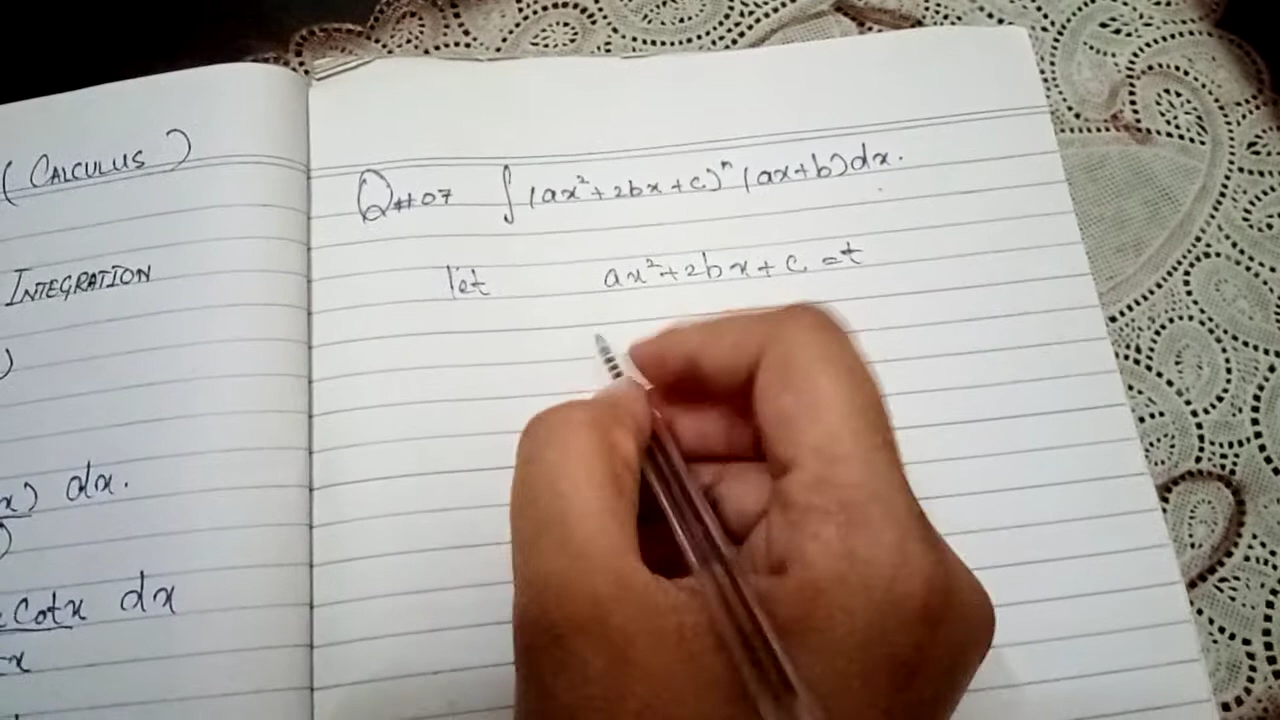 ( CALCULUS )
INTEGRATION
)
x) dx.
)
Cotx dx
x
Q#07 ∫(ax²+2bx+c)ⁿ(ax+b)dx.
let ax²+2bx+c=t